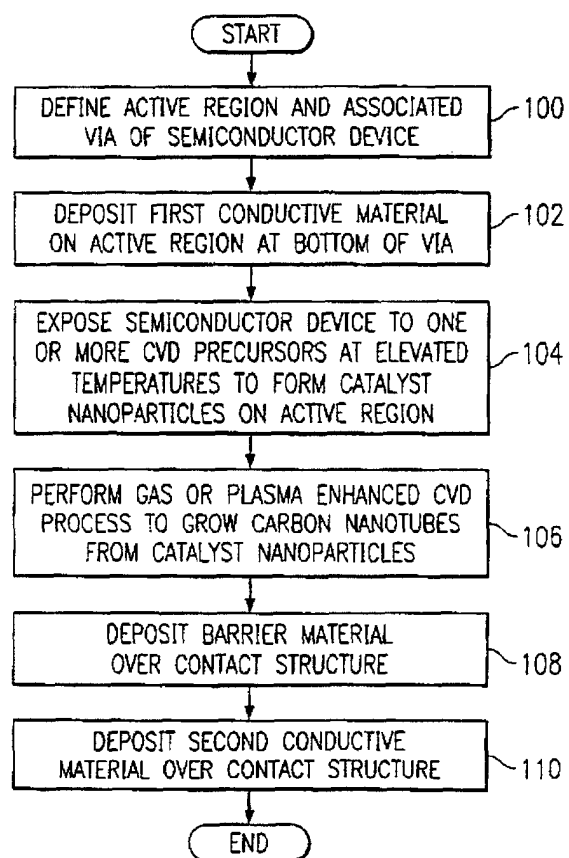 START
DEFINE ACTIVE REGION AND ASSOCIATED
VIA OF SEMICONDUCTOR DEVICE
100
DEPOSIT FIRST CONDUCTIVE MATERIAL
ON ACTIVE REGION AT BOTTOM OF VIA
102
EXPOSE SEMICONDUCTOR DEVICE TO ONE
OR MORE CVD PRECURSORS AT ELEVATED
TEMPERATURES TO FORM CATALYST
NANOPARTICLES ON ACTIVE REGION
104
PERFORM GAS OR PLASMA ENHANCED CVD
PROCESS TO GROW CARBON NANOTUBES
FROM CATALYST NANOPARTICLES
106
DEPOSIT BARRIER MATERIAL
OVER CONTACT STRUCTURE
108
DEPOSIT SECOND CONDUCTIVE
MATERIAL OVER CONTACT STRUCTURE
110
END